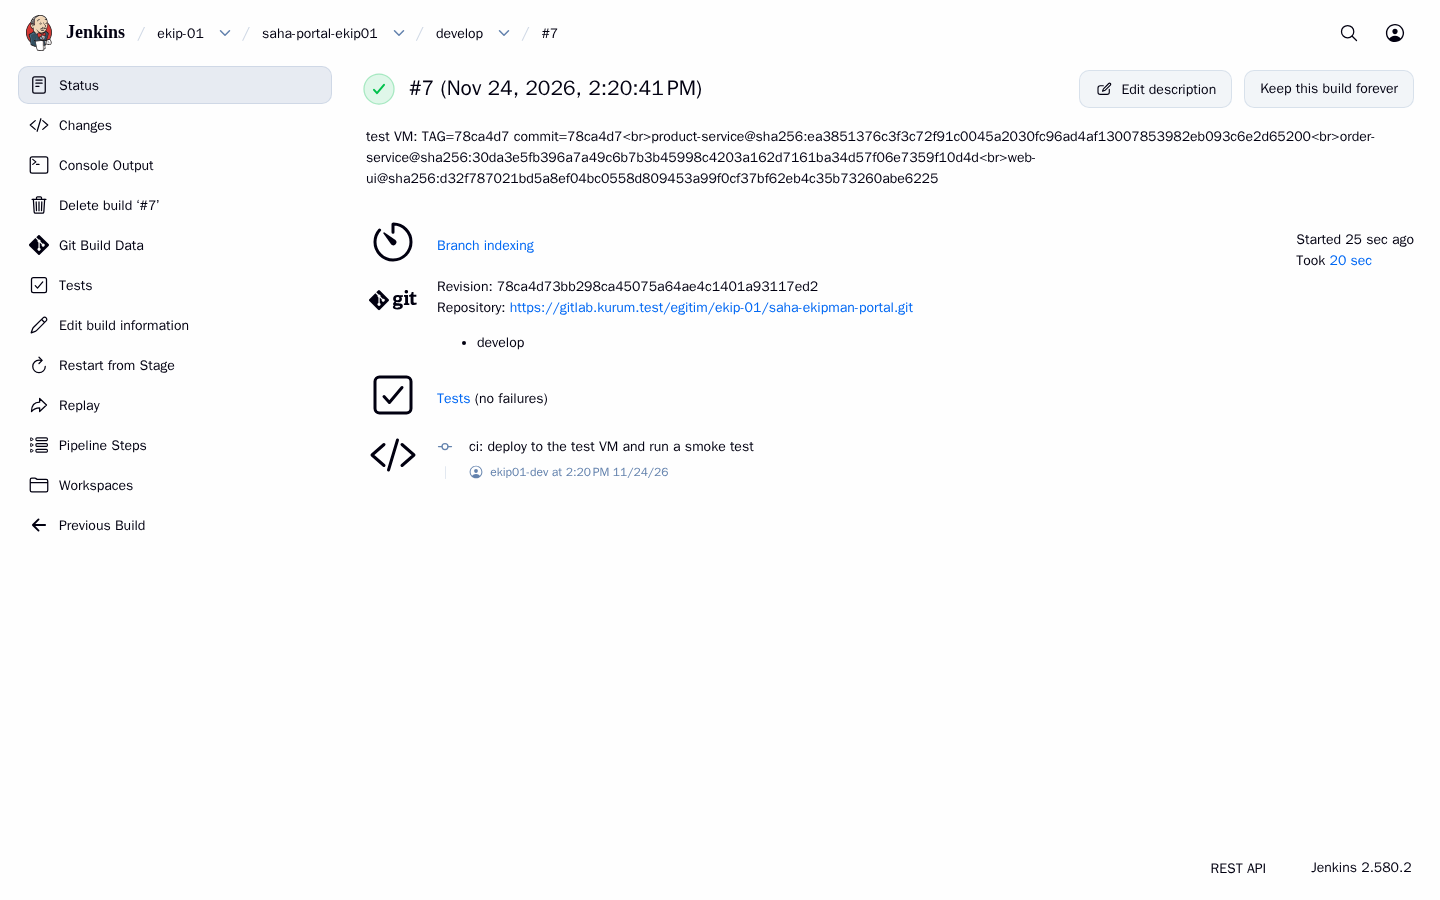 Jenkins / ekip-01 / saha-portal-ekip01 / develop / #7
Status
Changes
Console Output
Delete build ‘#7’
Git Build Data
Tests
Edit build information
Restart from Stage
Replay
Pipeline Steps
Workspaces
Previous Build
#7 (Nov 24, 2026, 2:20:41 PM)
Edit description
Keep this build forever
test VM: TAG=78ca4d7 commit=78ca4d7<br>product-service@sha256:ea3851376c3f3c72f91c0045a2030fc96ad4af13007853982eb093c6e2d65200<br>order-
service@sha256:30da3e5fb396a7a49c6b7b3b45998c4203a162d7161ba34d57f06e7359f10d4d<br>web-
ui@sha256:d32f787021bd5a8ef04bc0558d809453a99f0cf37bf62eb4c35b73260abe6225
Branch indexing
Started 25 sec ago
Took 20 sec
git
Revision: 78ca4d73bb298ca45075a64ae4c1401a93117ed2
Repository: https://gitlab.kurum.test/egitim/ekip-01/saha-ekipman-portal.git
• develop
Tests (no failures)
ci: deploy to the test VM and run a smoke test
ekip01-dev at 2:20 PM 11/24/26
REST API
Jenkins 2.580.2